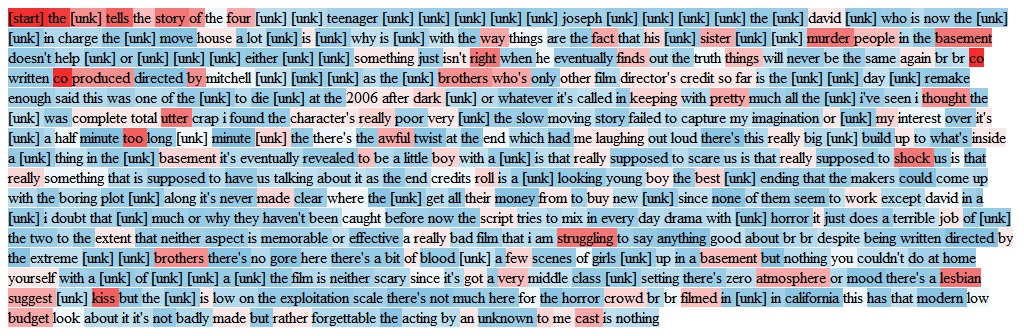 [start] the [unk] tells the story of the four [unk] [unk] teenager [unk] [unk] [unk] [unk] [unk] joseph [unk] [unk] [unk] [unk] the [unk] david [unk] who is now the [unk]
[unk] in charge the [unk] move house a lot [unk] is [unk] why is [unk] with the way things are the fact that his [unk] sister [unk] [unk] murder people in the basement
doesn't help [unk] or [unk] [unk] [unk] either [unk] [unk] something just isn't right when he eventually finds out the truth things will never be the same again br br co
written co produced directed by mitchell [unk] [unk] [unk] as the [unk] brothers who's only other film director's credit so far is the [unk] [unk] day [unk] remake
enough said this was one of the [unk] to die [unk] at the 2006 after dark [unk] or whatever it's called in keeping with pretty much all the [unk] i've seen i thought the
[unk] was complete total utter crap i found the character's really poor very [unk] the slow moving story failed to capture my imagination or [unk] my interest over it's
[unk] a half minute too long [unk] minute [unk] the there's the awful twist at the end which had me laughing out loud there's this really big [unk] build up to what's inside
a [unk] thing in the [unk] basement it's eventually revealed to be a little boy with a [unk] is that really supposed to scare us is that really supposed to shock us is that
really something that is supposed to have us talking about it as the end credits roll is a [unk] looking young boy the best [unk] ending that the makers could come up
with the boring plot [unk] along it's never made clear where the [unk] get all their money from to buy new [unk] since none of them seem to work except david in a
[unk] i doubt that [unk] much or why they haven't been caught before now the script tries to mix in every day drama with [unk] horror it just does a terrible job of [unk]
the two to the extent that neither aspect is memorable or effective a really bad film that i am struggling to say anything good about br br despite being written directed by
the extreme [unk] [unk] brothers there's no gore here there's a bit of blood [unk] a few scenes of girls [unk] up in a basement but nothing you couldn't do at home
yourself with a [unk] of [unk] [unk] a [unk] the film is neither scary since it's got a very middle class [unk] setting there's zero atmosphere or mood there's a lesbian
suggest [unk] kiss but the [unk] is low on the exploitation scale there's not much here for the horror crowd br br filmed in [unk] in california this has that modern low
budget look about it it's not badly made but rather forgettable the acting by an unknown to me cast is nothing